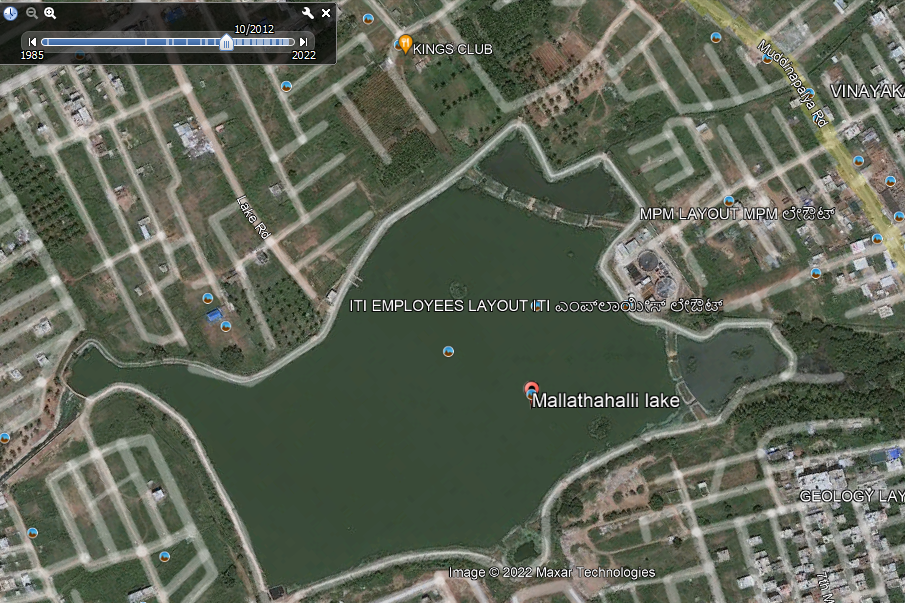 10/2012
1985
2022
KINGS CLUB
Muddinapalya Rd
VINAYAKA
Lake Rd
MPM LAYOUT MPM ಲೇಔಟ್
ITI EMPLOYEES LAYOUT ITI ಎಂಪ್ಲಾಯೀಸ್ ಲೇಔಟ್
Mallathahalli lake
GEOLOGY LAY
7th M
Image © 2022 Maxar Technologies